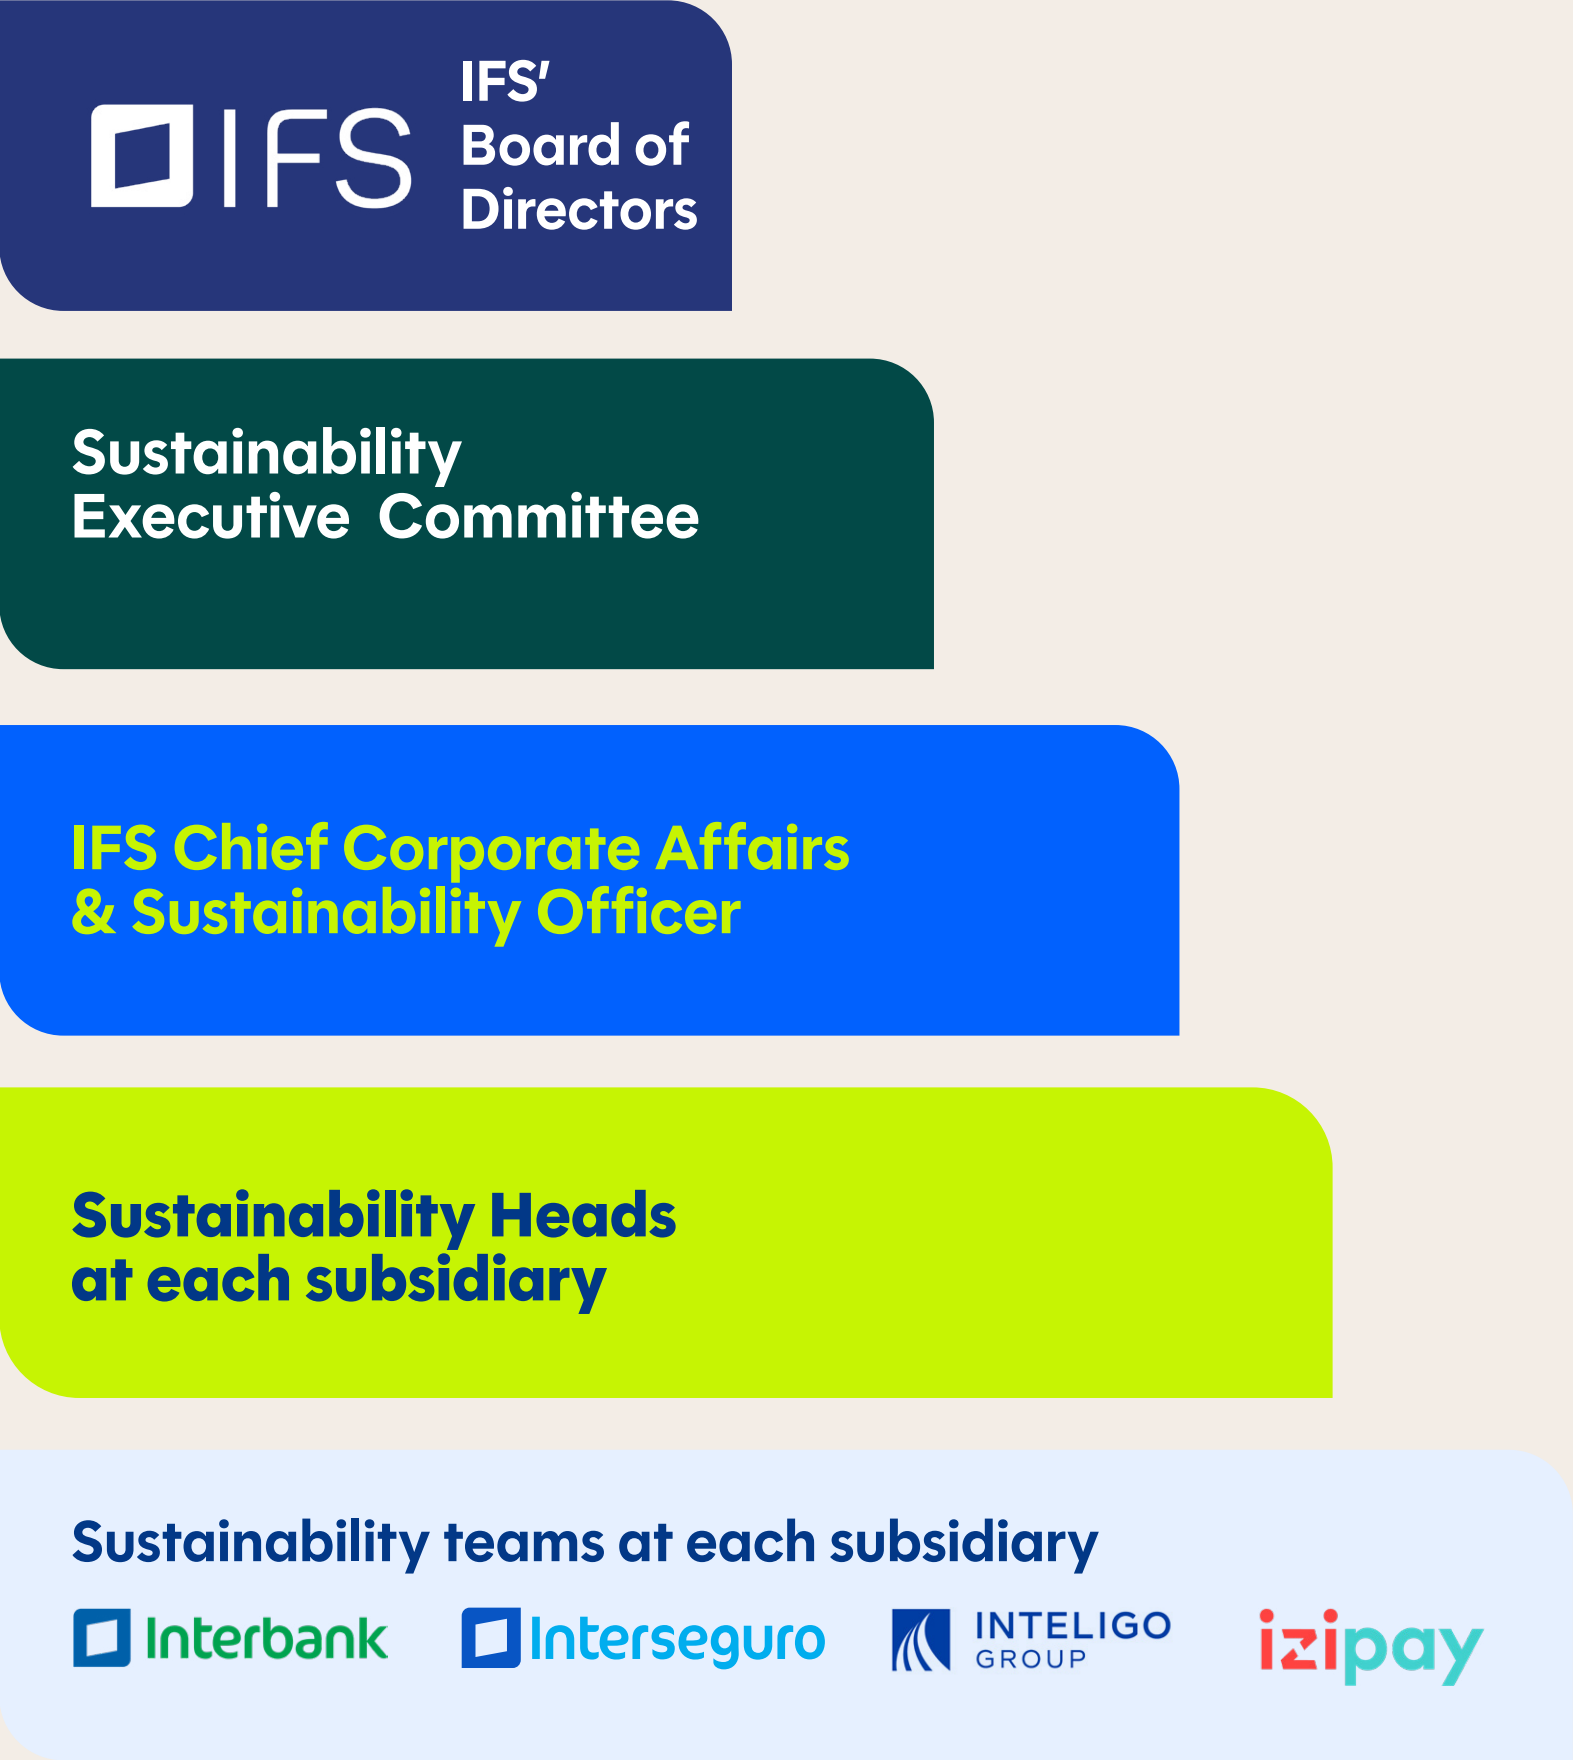 IFS
IFS'
Board of
Directors
Sustainability
Executive Committee
IFS Chief Corporate Affairs
& Sustainability Officer
Sustainability Heads
at each subsidiary
Sustainability teams at each subsidiary
Interbank
Interseguro
INTELIGO
GROUP
izipay